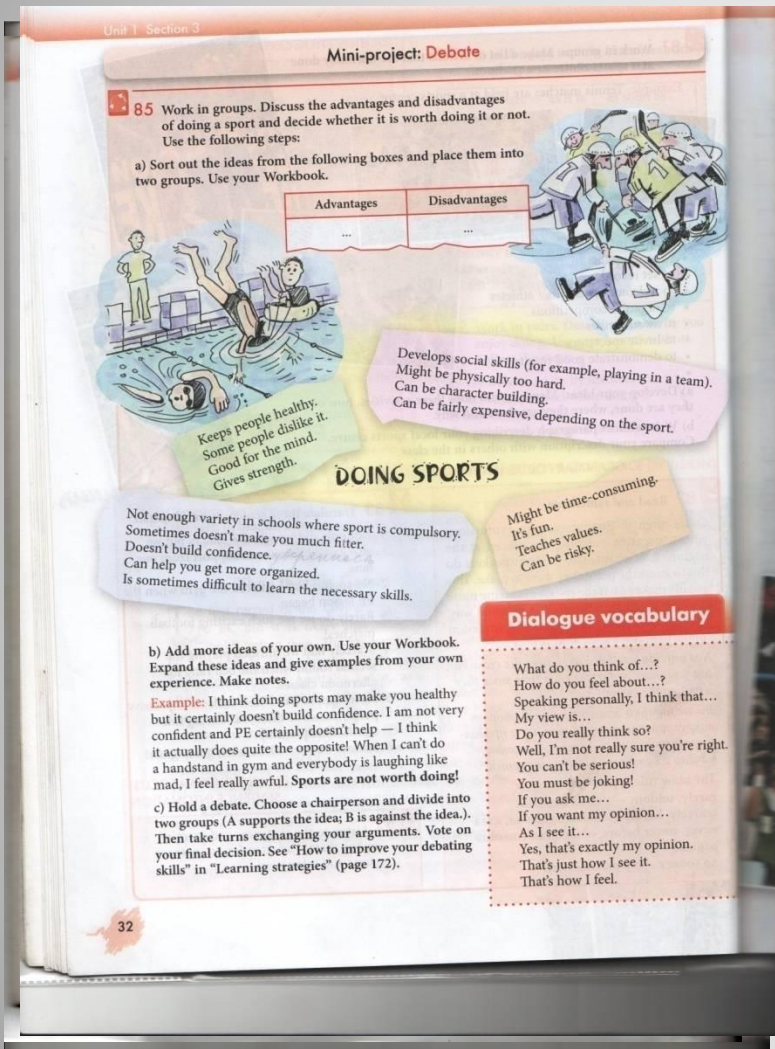 Unit 1 Section 3
Mini-project: Debate
85 Work in groups. Discuss the advantages and disadvantages
of doing a sport and decide whether it is worth doing it or not.
Use the following steps:
a) Sort out the ideas from the following boxes and place them into
two groups. Use your Workbook.
Advantages Disadvantages
... ...
Develops social skills (for example, playing in a team).
Might be physically too hard.
Can be character building.
Can be fairly expensive, depending on the sport.
Keeps people healthy.
Some people dislike it.
Good for the mind.
Gives strength.
DOING SPORTS
Not enough variety in schools where sport is compulsory.
Sometimes doesn't make you much fitter.
Doesn't build confidence.
Can help you get more organized.
Is sometimes difficult to learn the necessary skills.
Might be time-consuming.
It's fun.
Teaches values.
Can be risky.
b) Add more ideas of your own. Use your Workbook.
Expand these ideas and give examples from your own
experience. Make notes.
Example: I think doing sports may make you healthy
but it certainly doesn't build confidence. I am not very
confident and PE certainly doesn't help — I think
it actually does quite the opposite! When I can't do
a handstand in gym and everybody is laughing like
mad, I feel really awful. Sports are not worth doing!
c) Hold a debate. Choose a chairperson and divide into
two groups (A supports the idea; B is against the idea.).
Then take turns exchanging your arguments. Vote on
your final decision. See "How to improve your debating
skills" in "Learning strategies" (page 172).
Dialogue vocabulary
What do you think of…?
How do you feel about…?
Speaking personally, I think that…
My view is…
Do you really think so?
Well, I'm not really sure you're right.
You can't be serious!
You must be joking!
If you ask me…
If you want my opinion…
As I see it…
Yes, that's exactly my opinion.
That's just how I see it.
That's how I feel.
32